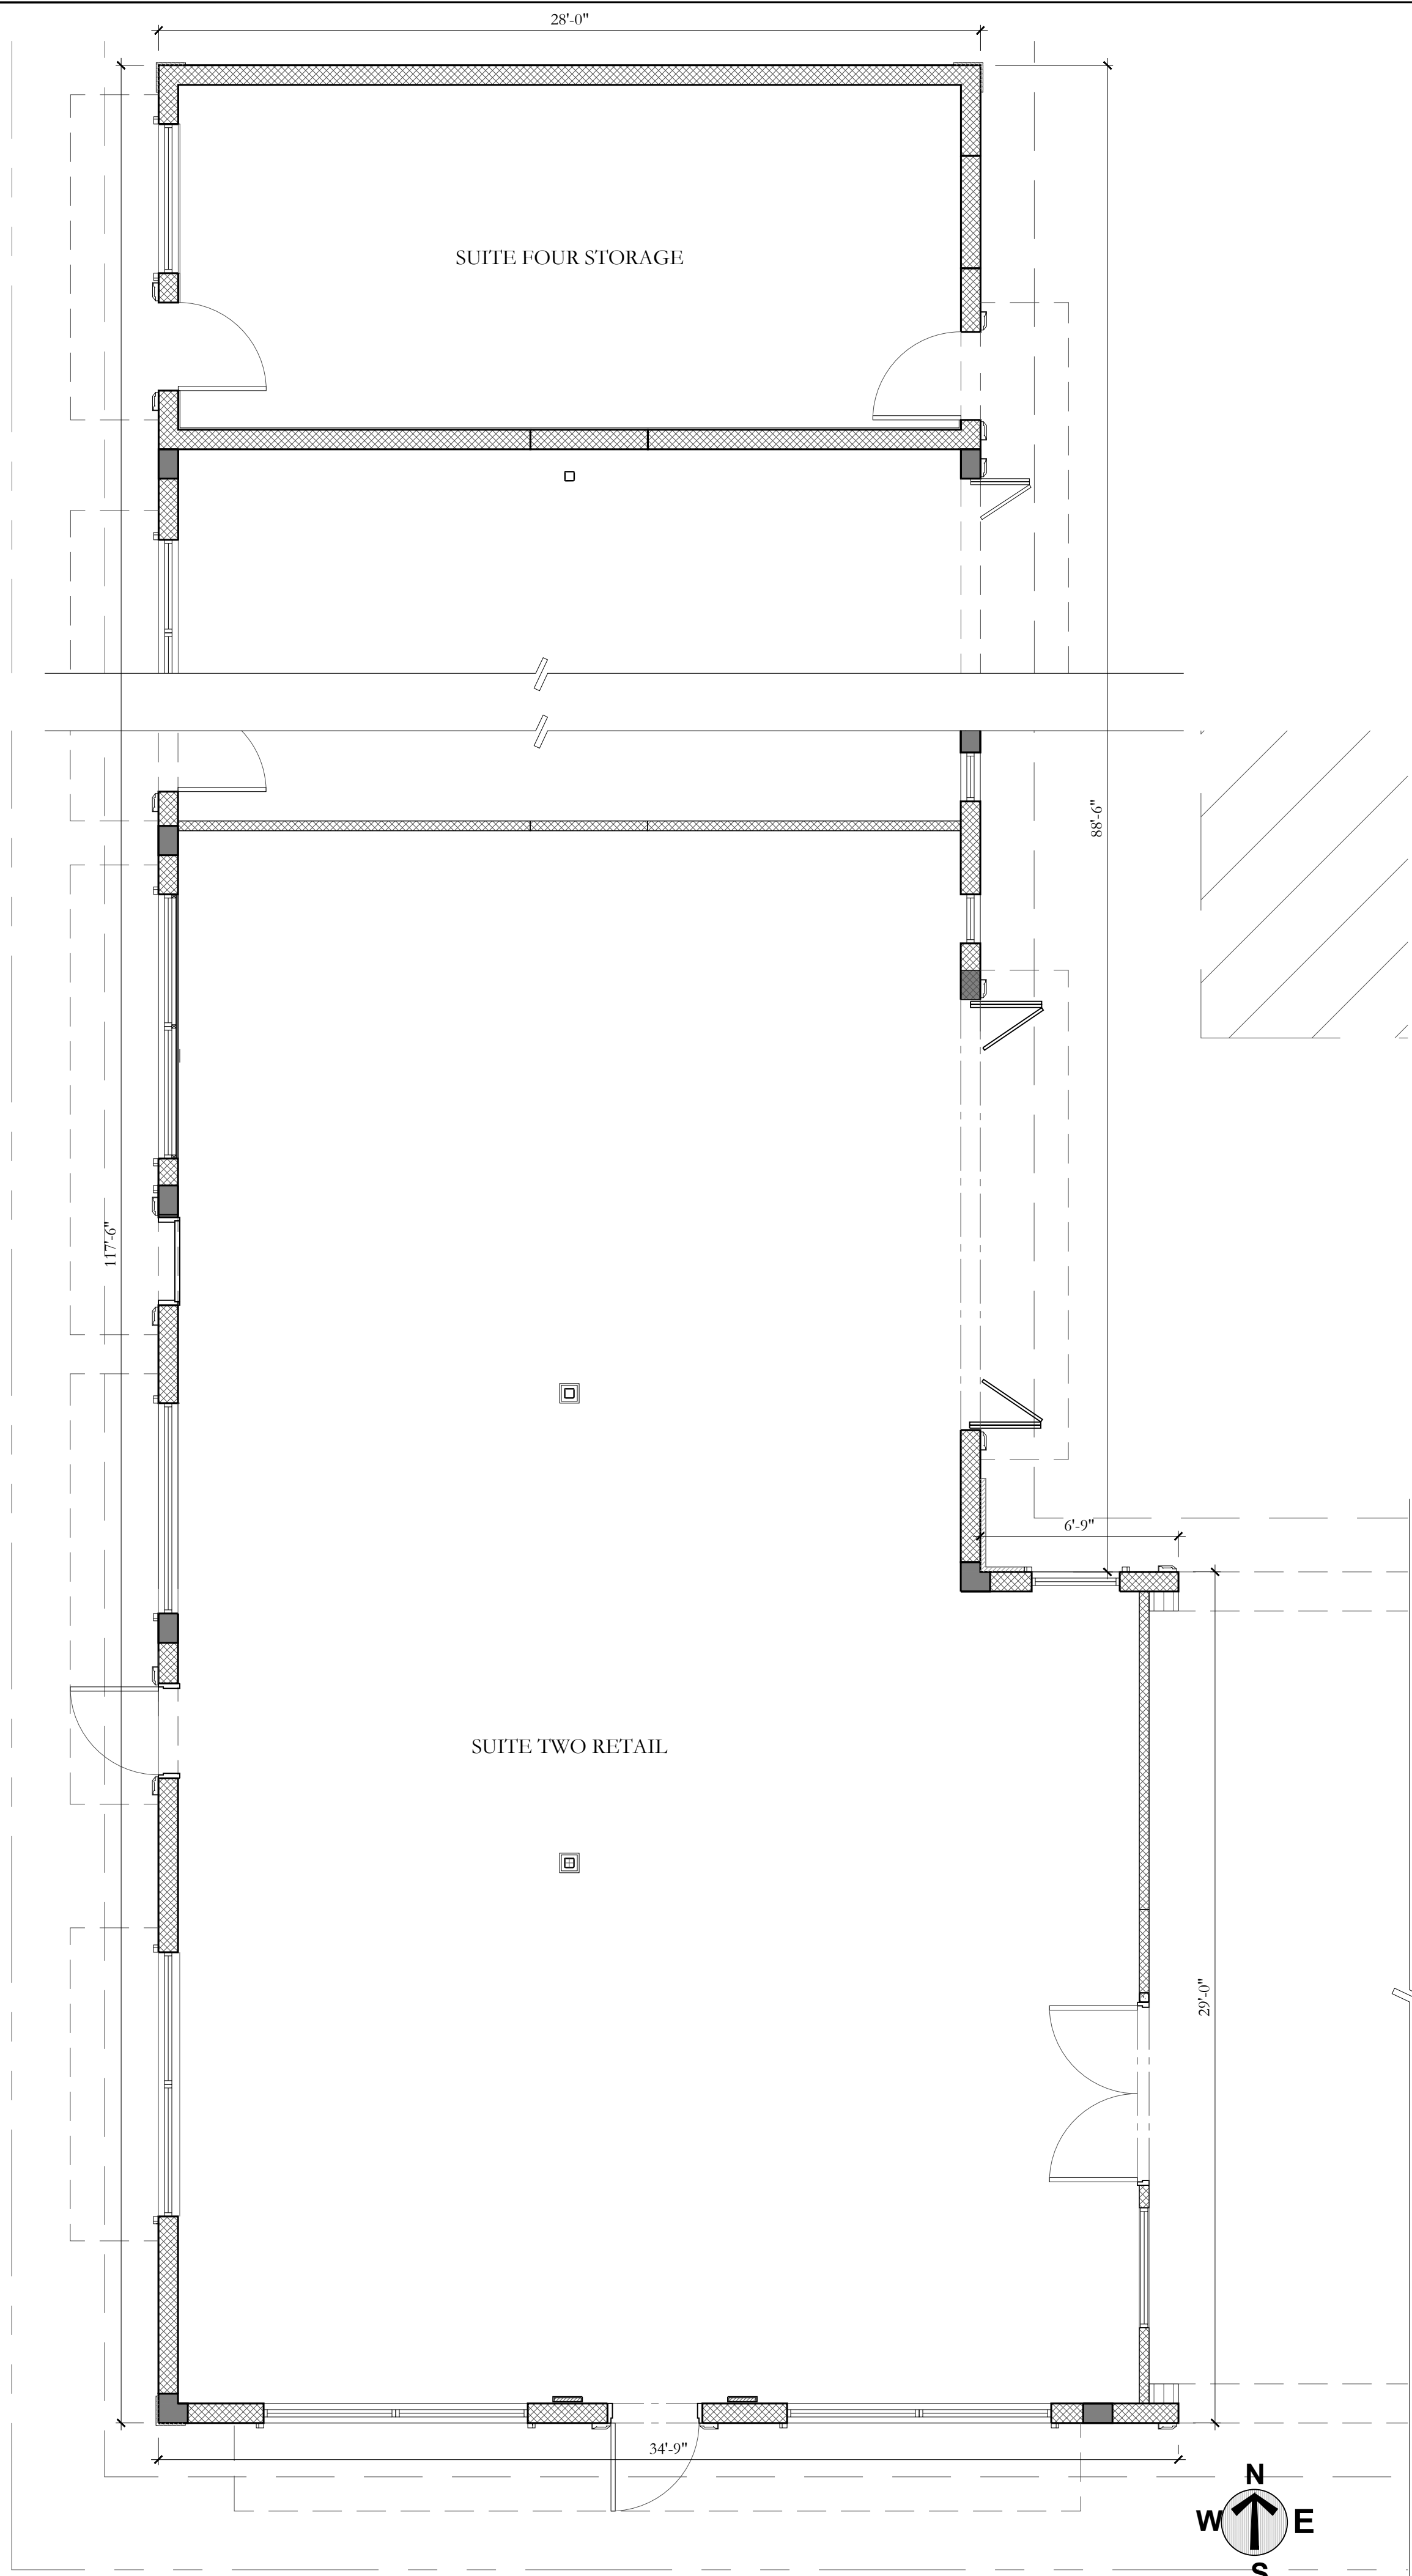 28'-0"
SUITE FOUR STORAGE
88'-6"
117'-6"
6'-9"
SUITE TWO RETAIL
29'-0"
34'-9"
N
W E
S